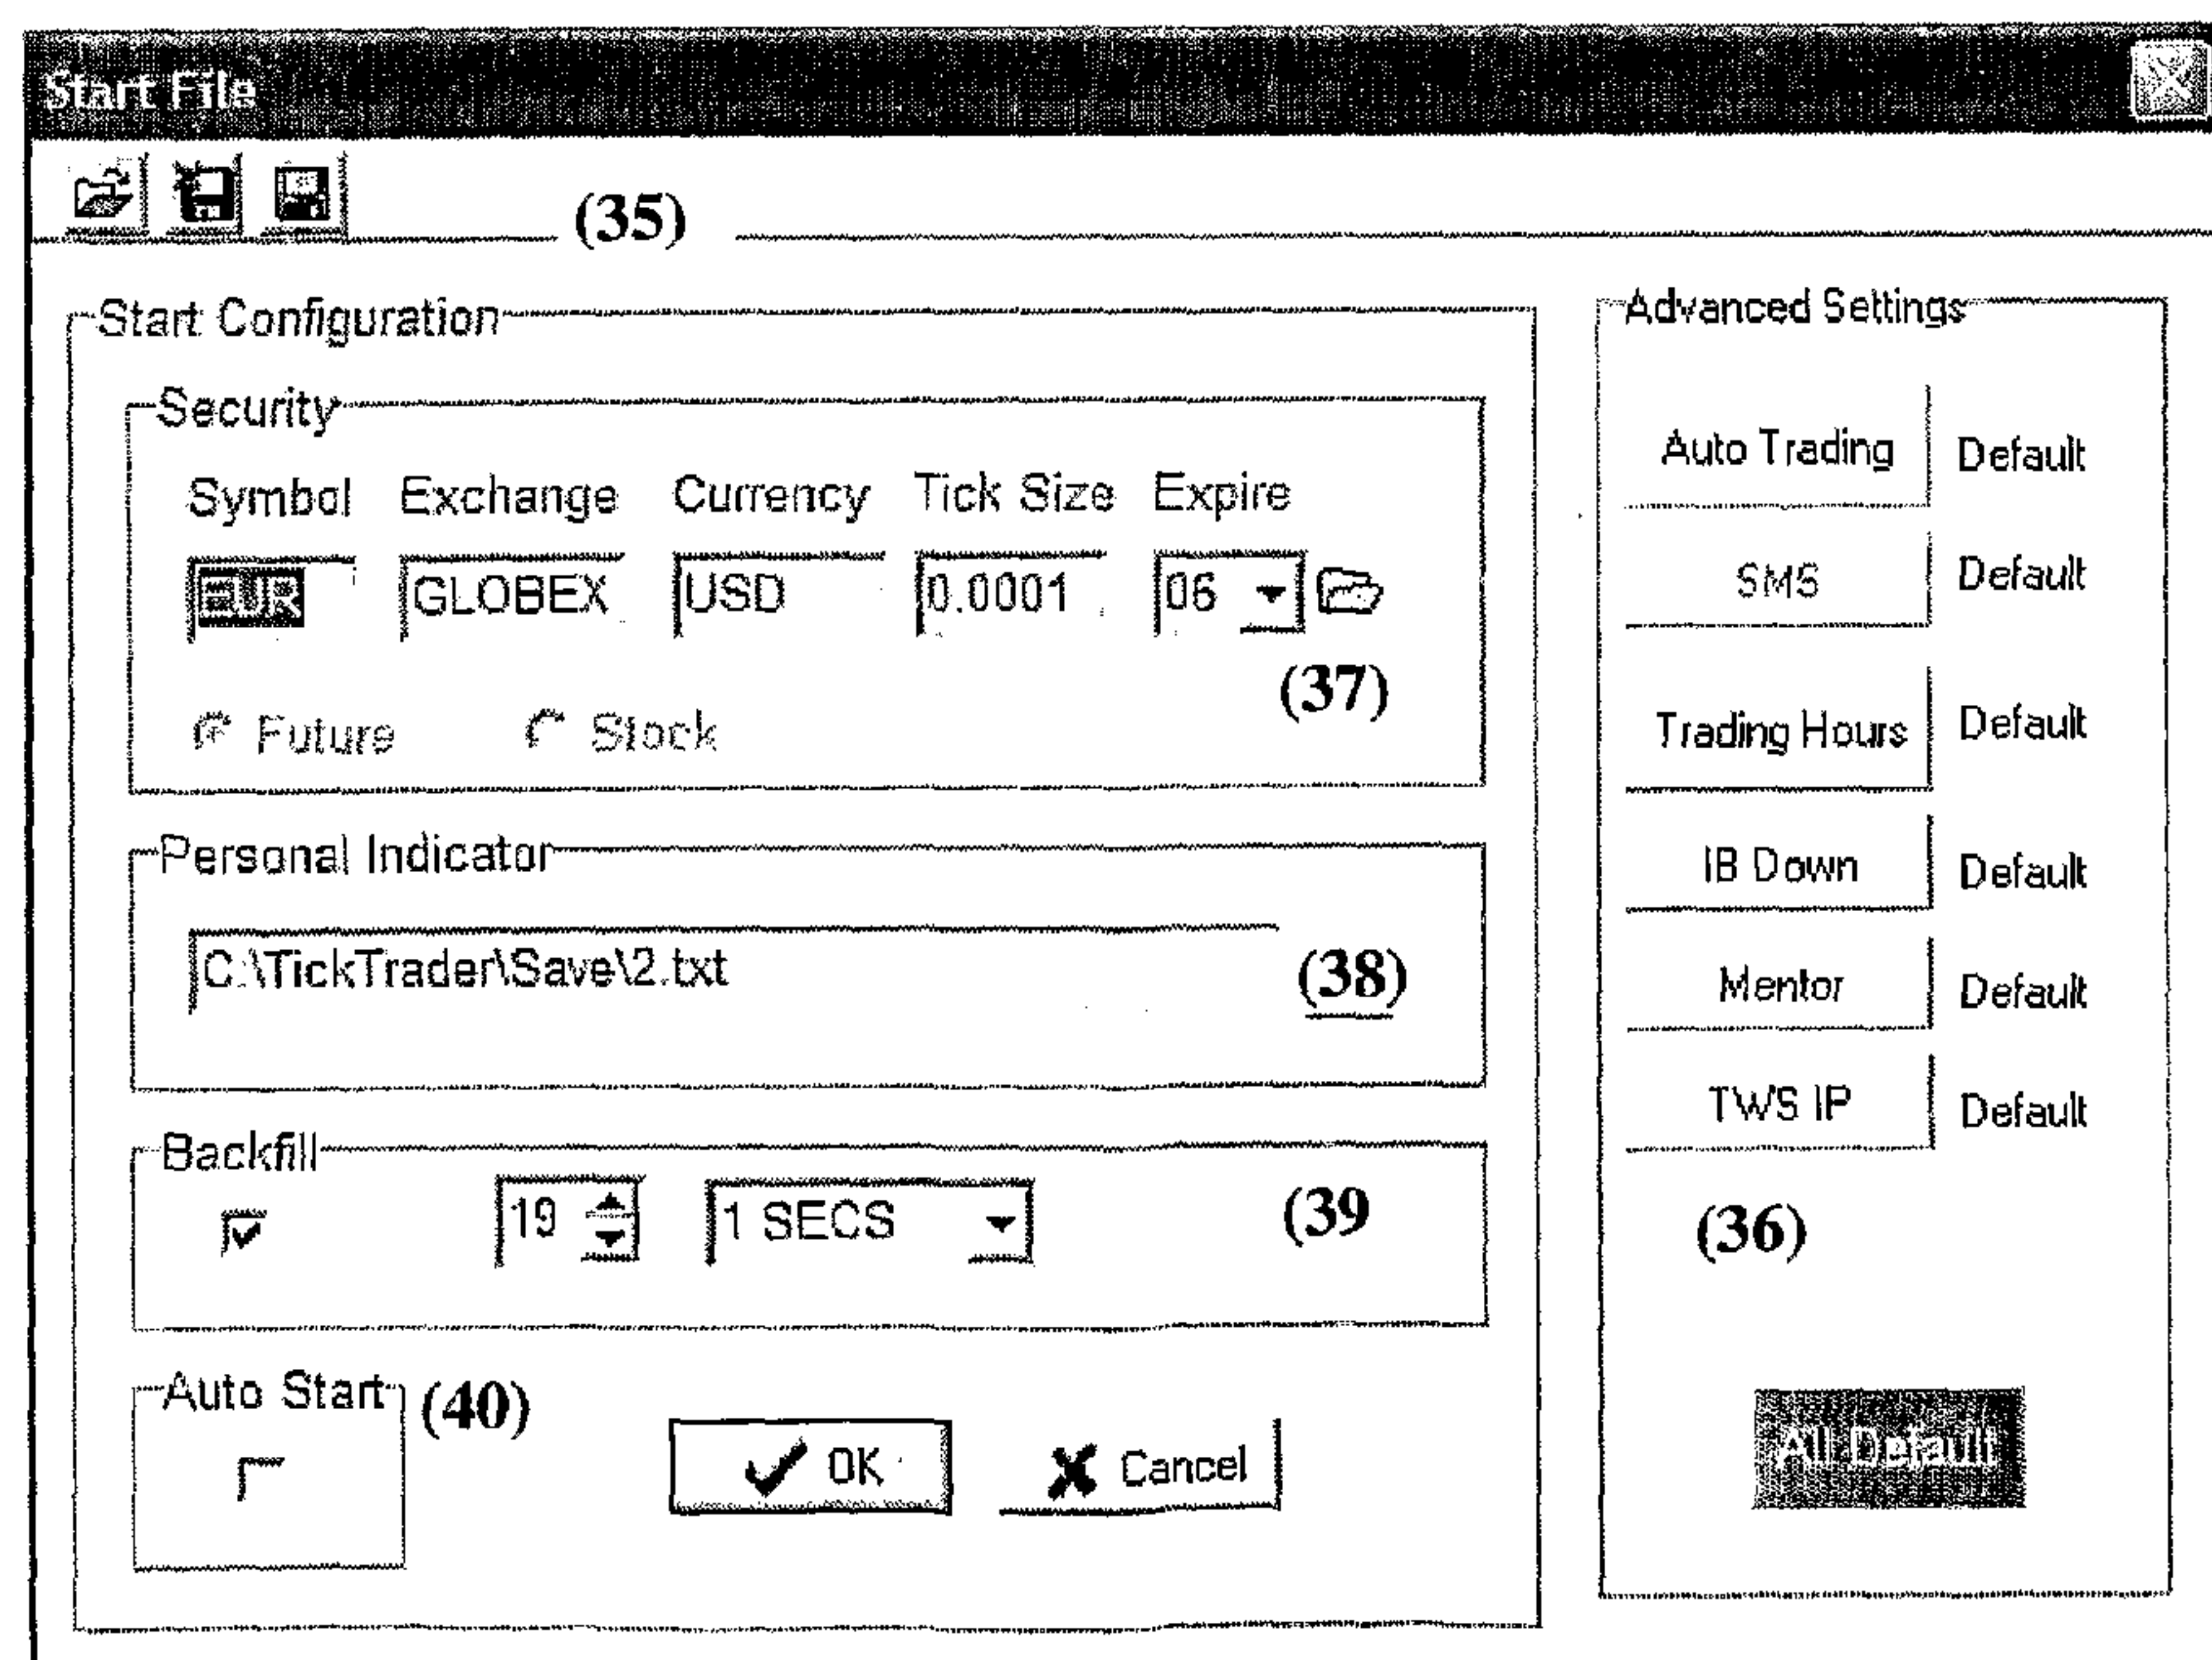 Start File
(35)
Start Configuration
Security
Symbol Exchange Currency Tick Size Expire
EUR GLOBEX USD 0.0001 06
(37)
Future Stock
Personal Indicator
C:\TickTrader\Save\2.txt
(38)
Backfill
19 1 SECS (39
Auto Start (40)
OK Cancel
Advanced Settings
Auto Trading Default
SMS Default
Trading Hours Default
IB Down Default
Mentor Default
TWS IP Default
(36)
All Default